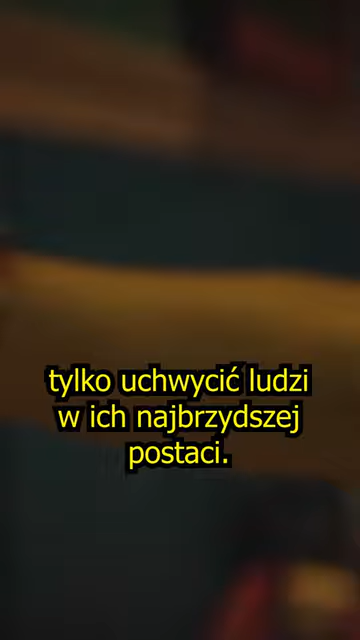 tylko uchwycić ludzi
w ich najbrzydszej
postaci.